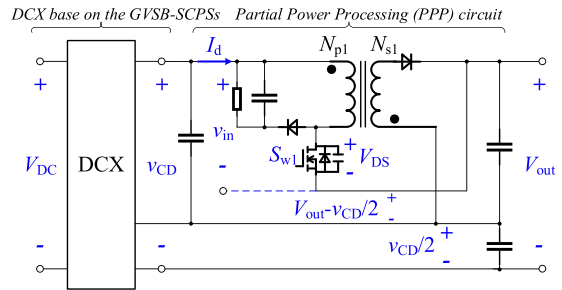 DCX base on the GVSB-SCPSs Partial Power Processing (PPP) circuit
I_d N_p1 N_s1
+ + + +
v_in
V_DC DCX v_CD S_w1 + V_DS - V_out
-
V_out-v_CD/2 + -
v_CD/2 + -
- - -